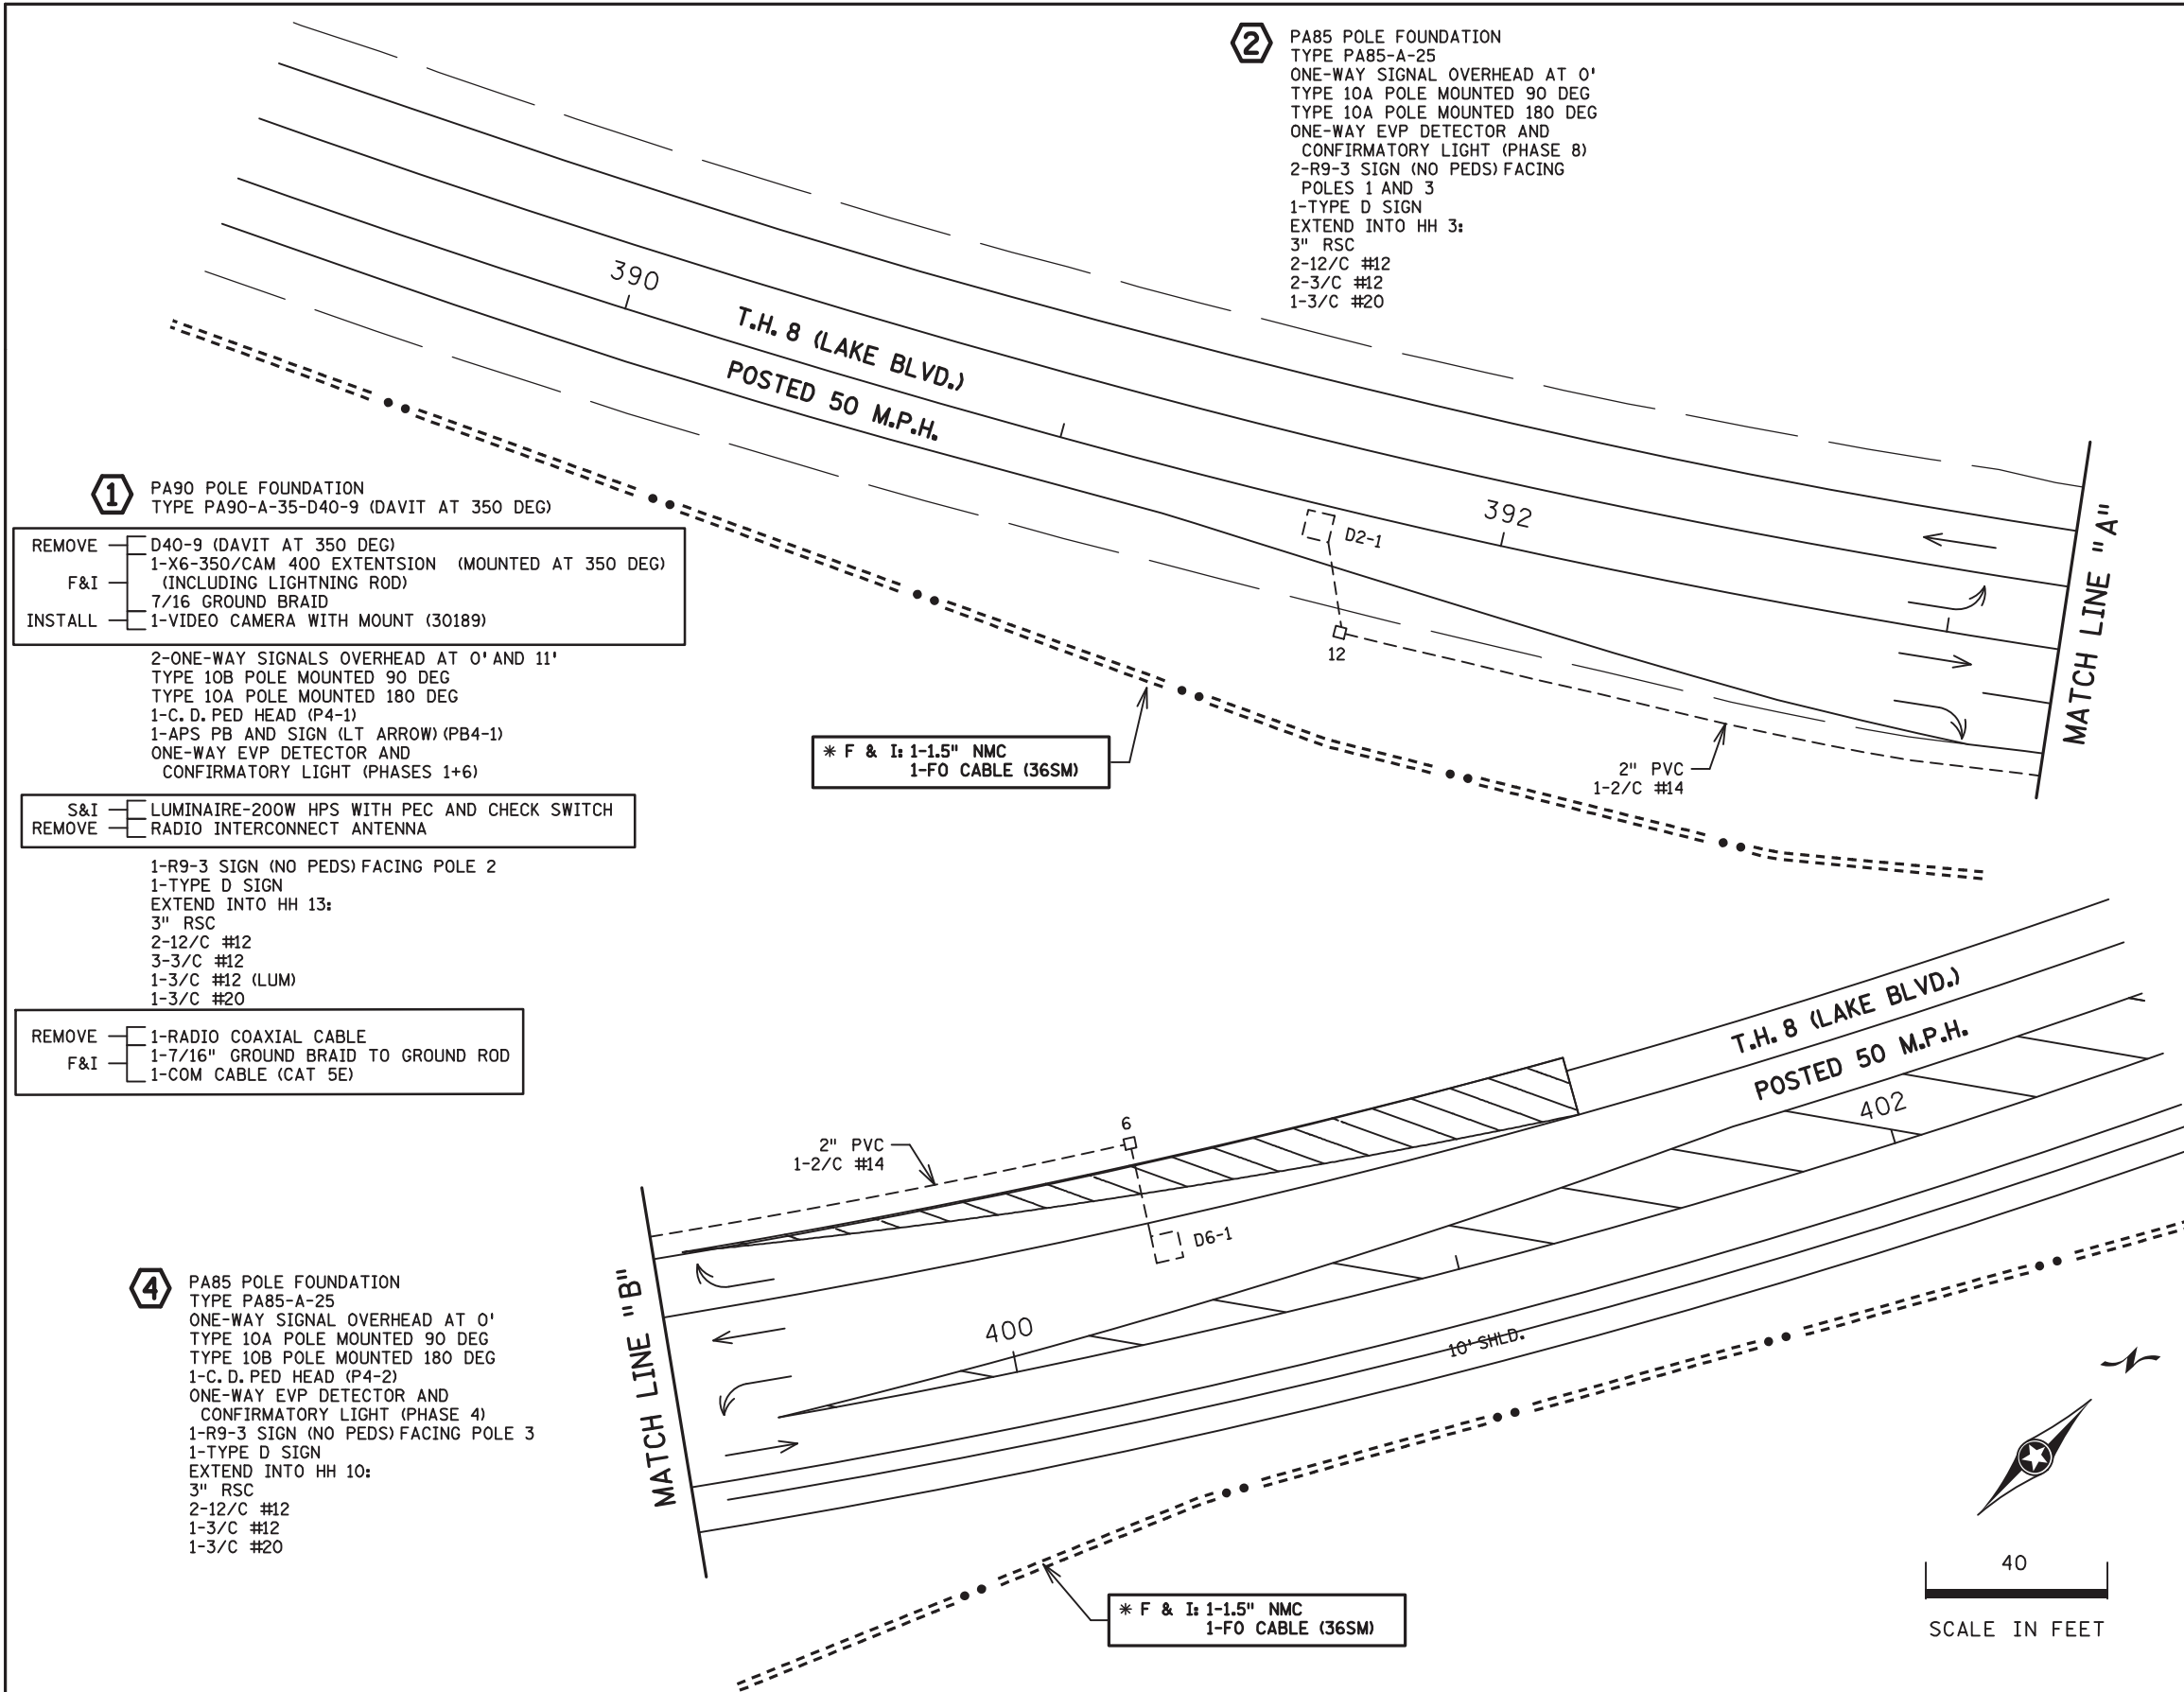 2
PA85 POLE FOUNDATION
TYPE PA85-A-25
ONE-WAY SIGNAL OVERHEAD AT 0'
TYPE 10A POLE MOUNTED 90 DEG
TYPE 10A POLE MOUNTED 180 DEG
ONE-WAY EVP DETECTOR AND
CONFIRMATORY LIGHT (PHASE 8)
2-R9-3 SIGN (NO PEDS) FACING
POLES 1 AND 3
1-TYPE D SIGN
EXTEND INTO HH 3:
3" RSC
2-12/C #12
2-3/C #12
1-3/C #20
390
T.H. 8 (LAKE BLVD.)
POSTED 50 M.P.H.
392
D2-1
12
MATCH LINE "A"
* F & I: 1-1.5" NMC
1-FO CABLE (36SM)
2" PVC
1-2/C #14
1
PA90 POLE FOUNDATION
TYPE PA90-A-35-D40-9 (DAVIT AT 350 DEG)
REMOVE D40-9 (DAVIT AT 350 DEG)
1-X6-350/CAM 400 EXTENTSION (MOUNTED AT 350 DEG)
F&I (INCLUDING LIGHTNING ROD)
7/16 GROUND BRAID
INSTALL 1-VIDEO CAMERA WITH MOUNT (30189)
2-ONE-WAY SIGNALS OVERHEAD AT 0' AND 11'
TYPE 10B POLE MOUNTED 90 DEG
TYPE 10A POLE MOUNTED 180 DEG
1-C.D. PED HEAD (P4-1)
1-APS PB AND SIGN (LT ARROW) (PB4-1)
ONE-WAY EVP DETECTOR AND
CONFIRMATORY LIGHT (PHASES 1+6)
S&I LUMINAIRE-200W HPS WITH PEC AND CHECK SWITCH
REMOVE RADIO INTERCONNECT ANTENNA
1-R9-3 SIGN (NO PEDS) FACING POLE 2
1-TYPE D SIGN
EXTEND INTO HH 13:
3" RSC
2-12/C #12
3-3/C #12
1-3/C #12 (LUM)
1-3/C #20
REMOVE 1-RADIO COAXIAL CABLE
F&I 1-7/16" GROUND BRAID TO GROUND ROD
1-COM CABLE (CAT 5E)
T.H. 8 (LAKE BLVD.)
POSTED 50 M.P.H.
402
6
2" PVC
1-2/C #14
D6-1
400
10' SHLD.
MATCH LINE "B"
4
PA85 POLE FOUNDATION
TYPE PA85-A-25
ONE-WAY SIGNAL OVERHEAD AT 0'
TYPE 10A POLE MOUNTED 90 DEG
TYPE 10B POLE MOUNTED 180 DEG
1-C.D. PED HEAD (P4-2)
ONE-WAY EVP DETECTOR AND
CONFIRMATORY LIGHT (PHASE 4)
1-R9-3 SIGN (NO PEDS) FACING POLE 3
1-TYPE D SIGN
EXTEND INTO HH 10:
3" RSC
2-12/C #12
1-3/C #12
1-3/C #20
* F & I: 1-1.5" NMC
1-FO CABLE (36SM)
N
40
SCALE IN FEET